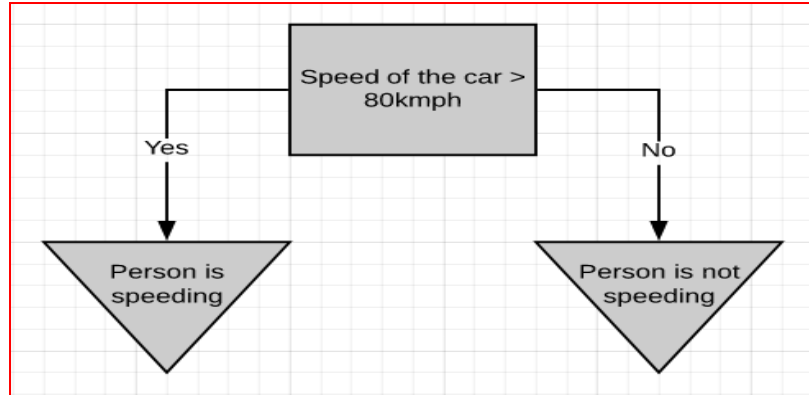 Speed of the car >
80kmph
Yes
No
Person is
speeding
Person is not
speeding